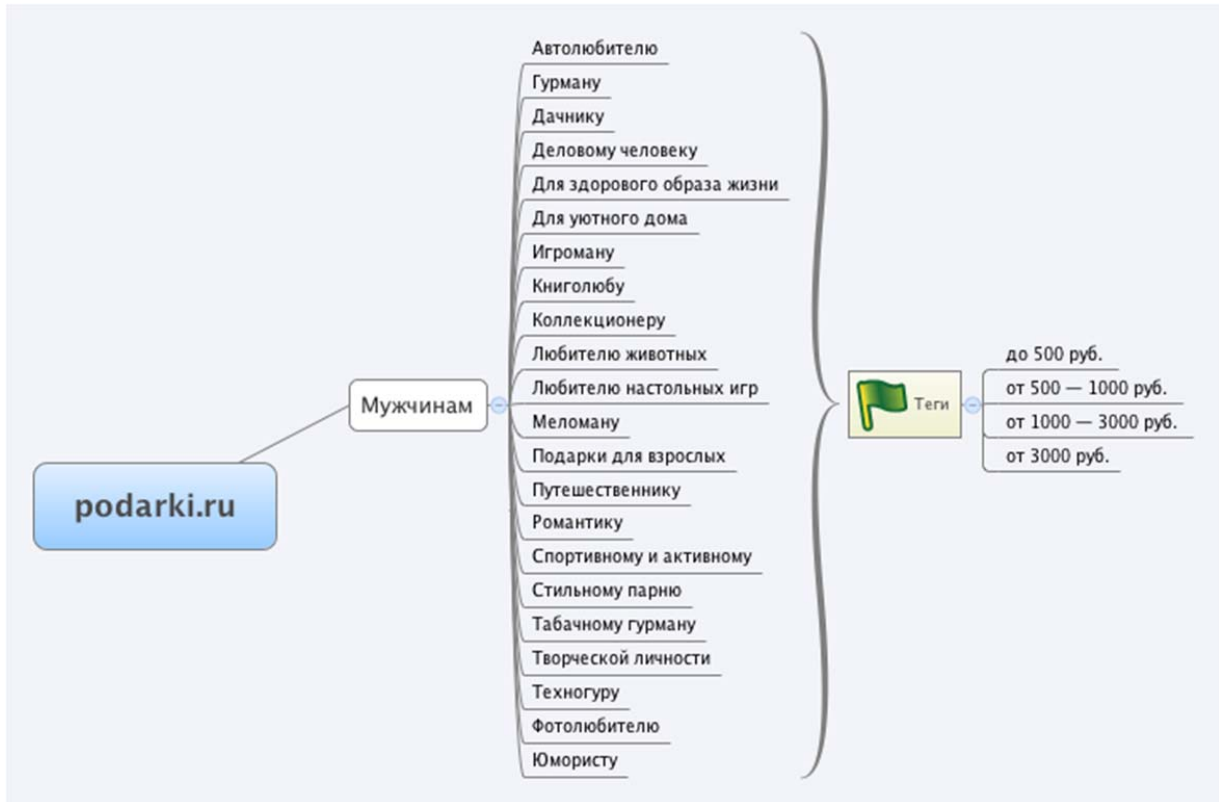 podarki.ru
Мужчинам
Автолюбителю
Гурману
Дачнику
Деловому человеку
Для здорового образа жизни
Для уютного дома
Игроману
Книголюбу
Коллекционеру
Любителю животных
Любителю настольных игр
Меломану
Подарки для взрослых
Путешественнику
Романтику
Спортивному и активному
Стильному парню
Табачному гурману
Творческой личности
Техногуру
Фотолюбителю
Юмористу
Теги
до 500 руб.
от 500 — 1000 руб.
от 1000 — 3000 руб.
от 3000 руб.